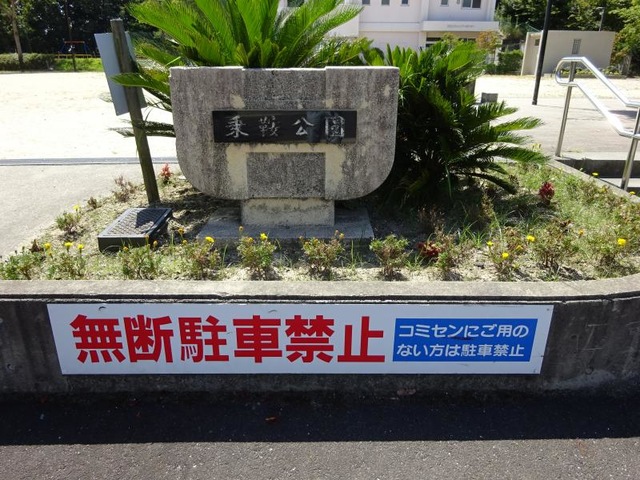 乗鞍公園
無断駐車禁止
コミセンにご用の
ない方は駐車禁止